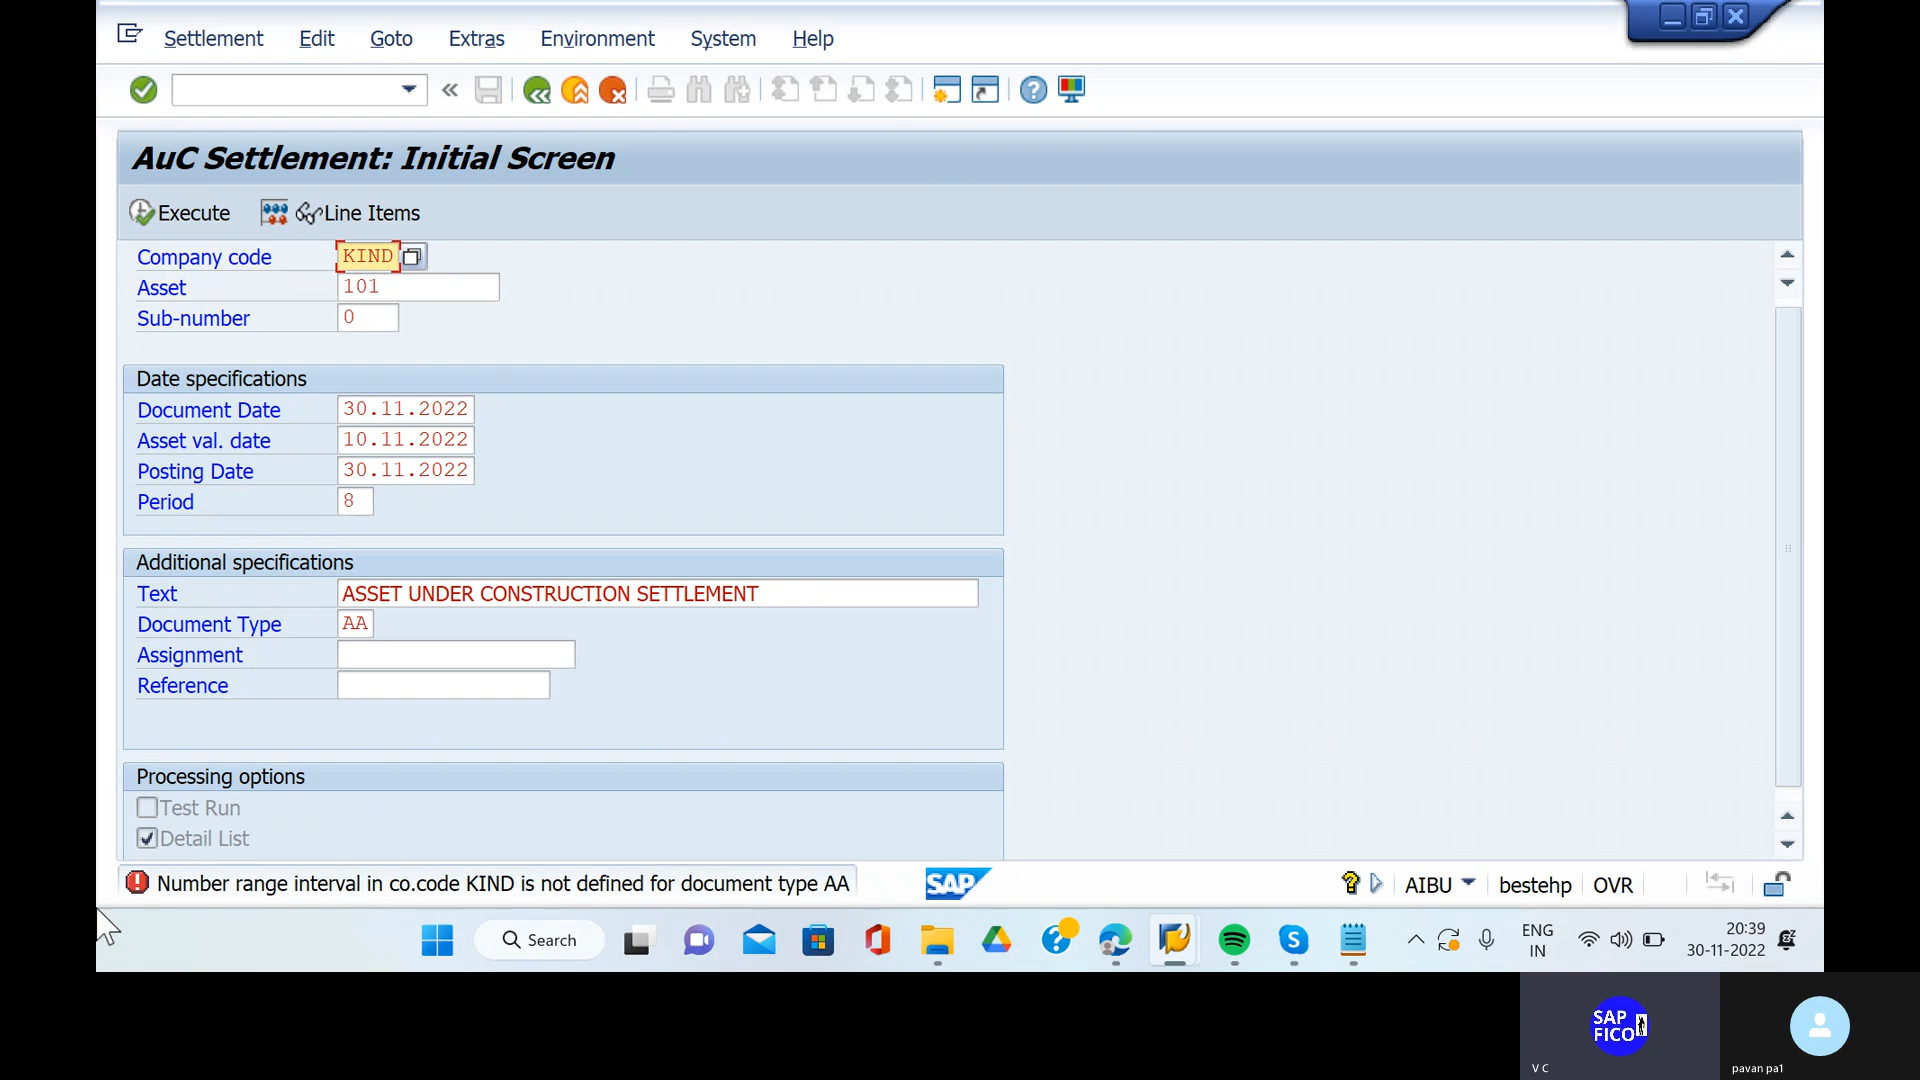 Settlement Edit Goto Extras Environment System Help
AuC Settlement: Initial Screen
Execute Line Items
Company code KIND
Asset 101
Sub-number 0
Date specifications
Document Date 30.11.2022
Asset val. date 10.11.2022
Posting Date 30.11.2022
Period 8
Additional specifications
Text ASSET UNDER CONSTRUCTION SETTLEMENT
Document Type AA
Assignment
Reference
Processing options
Test Run
Detail List
Number range interval in co.code KIND is not defined for document type AA
SAP
AIBU bestehp OVR
Search
ENG
IN
20:39
30-11-2022
SAP
FICO
V C
pavan pa1